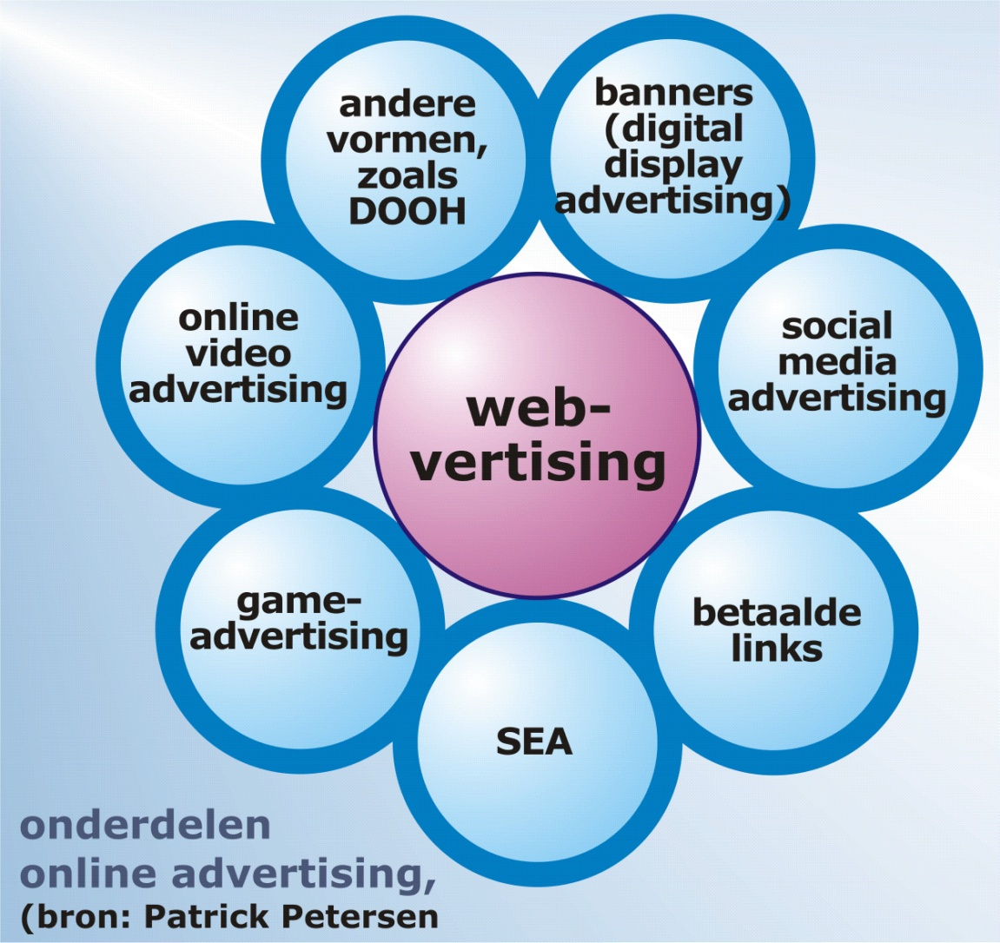 andere
vormen,
zoals
DOOH
banners
(digital
display
advertising)
online
video
advertising
social
media
advertising
web-
vertising
game-
advertising
betaalde
links
SEA
onderdelen
online advertising,
(bron: Patrick Petersen